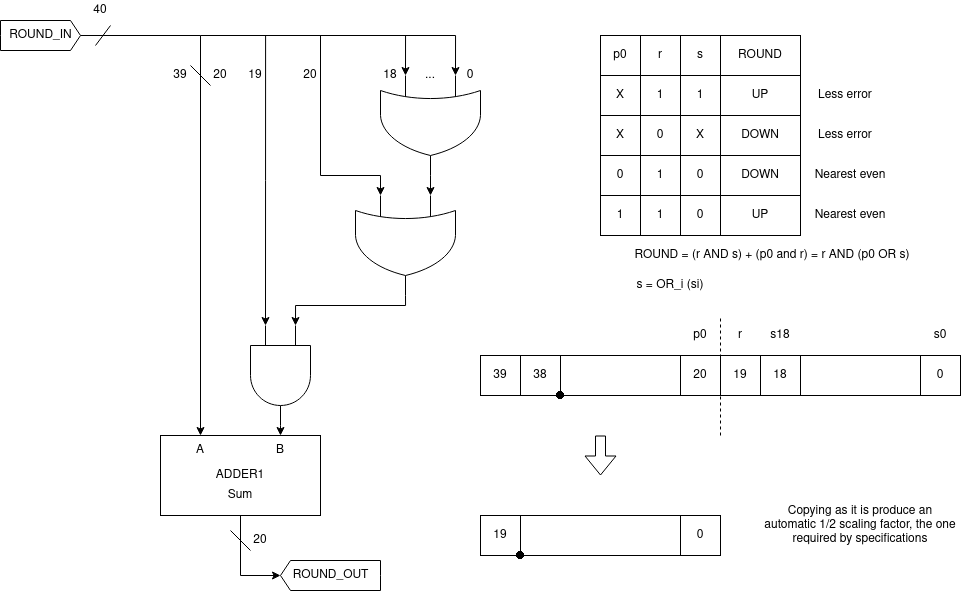 40
ROUND_IN
39
20
19
20
18
...
0
A
B
ADDER1
Sum
20
ROUND_OUT
p0 r s ROUND
X 1 1 UP Less error
X 0 X DOWN Less error
0 1 0 DOWN Nearest even
1 1 0 UP Nearest even
ROUND = (r AND s) + (p0 and r) = r AND (p0 OR s)
s = OR_i (si)
p0 r s18 s0
39 38 20 19 18 0
19 0
Copying as it is produce an
automatic 1/2 scaling factor, the one
required by specifications